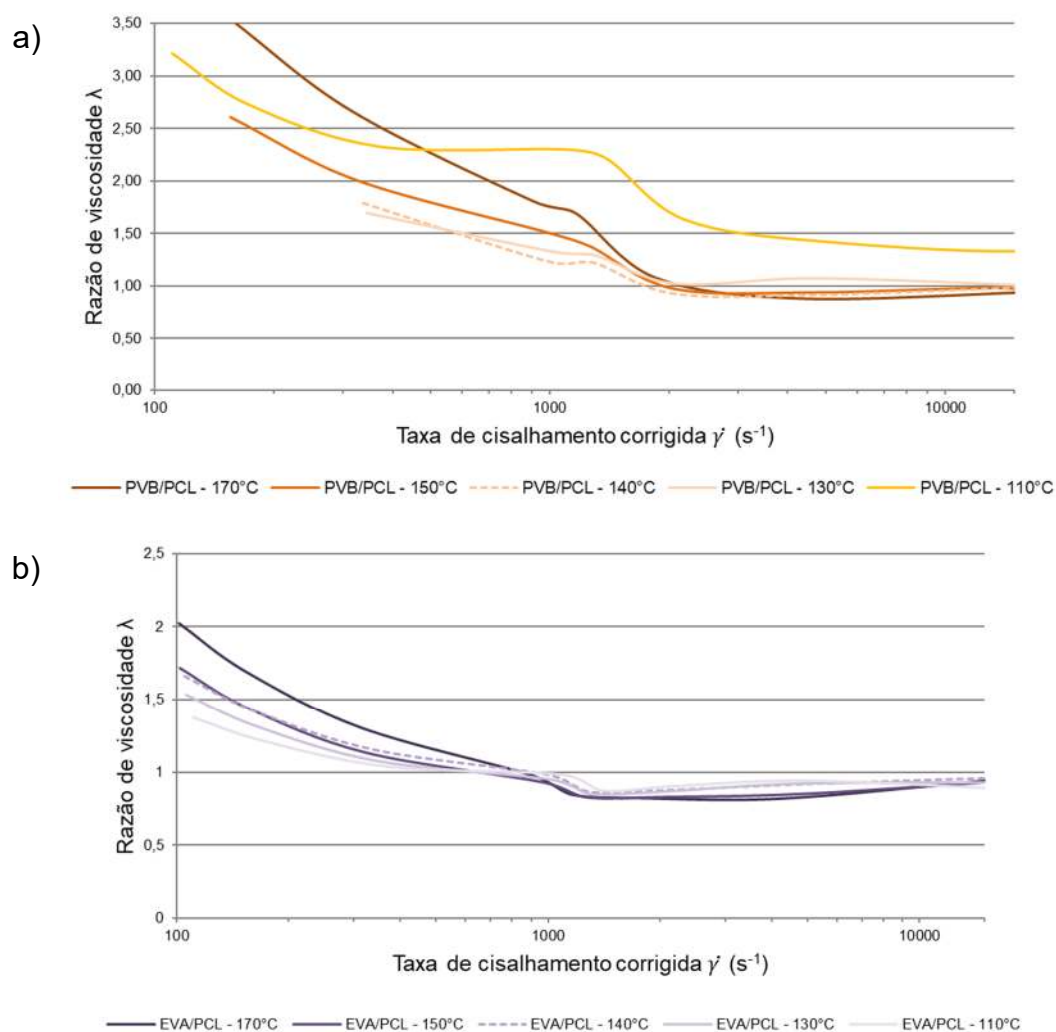 a)
3,50
3,00
2,50
2,00
1,50
1,00
0,50
0,00
Razão de viscosidade λ
100
1000
10000
Taxa de cisalhamento corrigida γ̇ (s-1)
PVB/PCL - 170°C PVB/PCL - 150°C PVB/PCL - 140°C PVB/PCL - 130°C PVB/PCL - 110°C
b)
2,5
2
1,5
1
0,5
0
Razão de viscosidade λ
100
1000
10000
Taxa de cisalhamento corrigida γ̇ (s-1)
EVA/PCL - 170°C EVA/PCL - 150°C EVA/PCL - 140°C EVA/PCL - 130°C EVA/PCL - 110°C